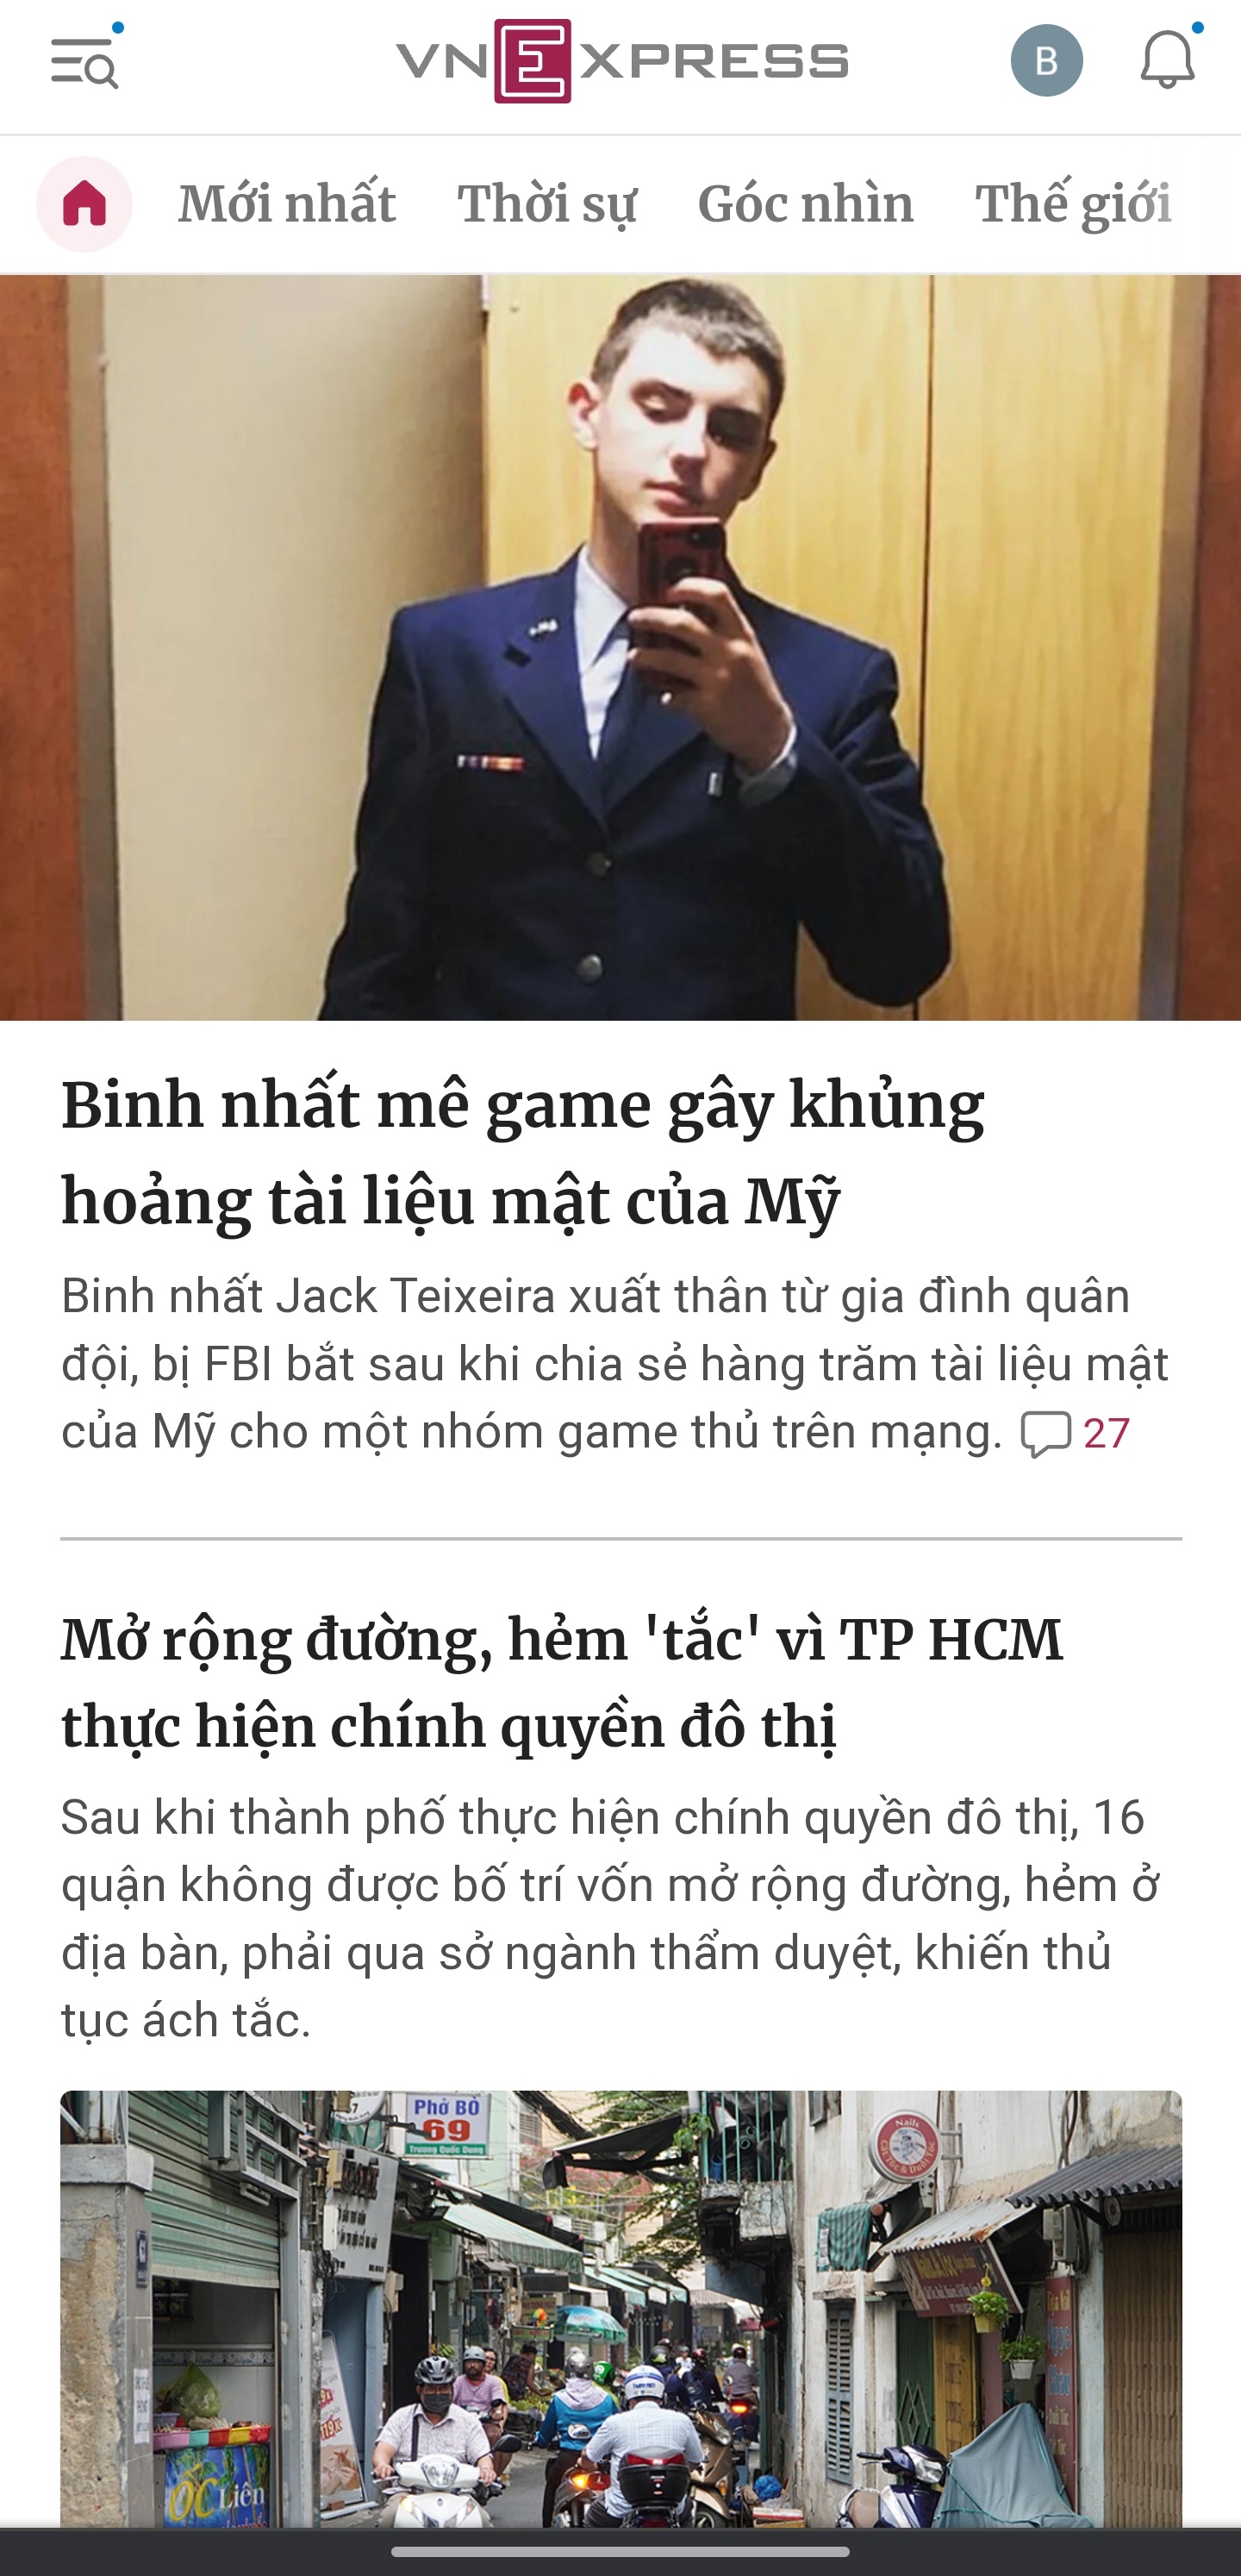 VNEXPRESS
B
Mới nhất Thời sự Góc nhìn Thế giới
Binh nhất mê game gây khủng
hoảng tài liệu mật của Mỹ
Binh nhất Jack Teixeira xuất thân từ gia đình quân
đội, bị FBI bắt sau khi chia sẻ hàng trăm tài liệu mật
của Mỹ cho một nhóm game thủ trên mạng. 27
Mở rộng đường, hẻm 'tắc' vì TP HCM
thực hiện chính quyền đô thị
Sau khi thành phố thực hiện chính quyền đô thị, 16
quận không được bố trí vốn mở rộng đường, hẻm ở
địa bàn, phải qua sở ngành thẩm duyệt, khiến thủ
tục ách tắc.
PHỞ BÒ
69
Trương Quốc Dung
Nails
ỐC Liên